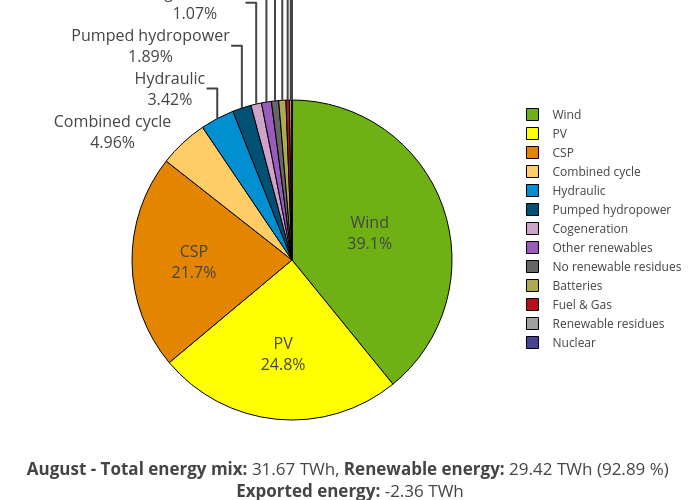 1.07%
Pumped hydropower
1.89%
Hydraulic
3.42%
Combined cycle
4.96%
Wind
39.1%
CSP
21.7%
PV
24.8%
Wind
PV
CSP
Combined cycle
Hydraulic
Pumped hydropower
Cogeneration
Other renewables
No renewable residues
Batteries
Fuel & Gas
Renewable residues
Nuclear
August - Total energy mix: 31.67 TWh, Renewable energy: 29.42 TWh (92.89 %)
Exported energy: -2.36 TWh